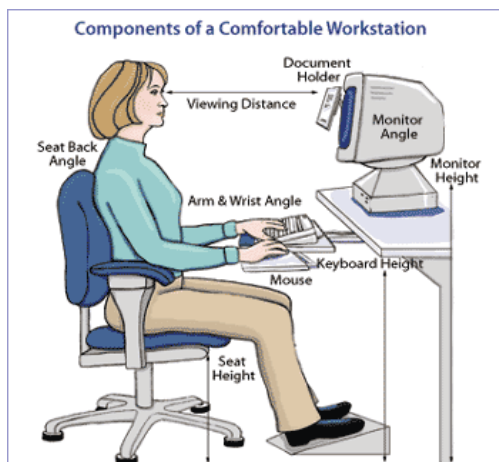 Components of a Comfortable Workstation
Document
Holder
Viewing Distance
Monitor
Angle
Seat Back
Angle
Monitor
Height
Arm & Wrist Angle
Keyboard Height
Mouse
Seat
Height